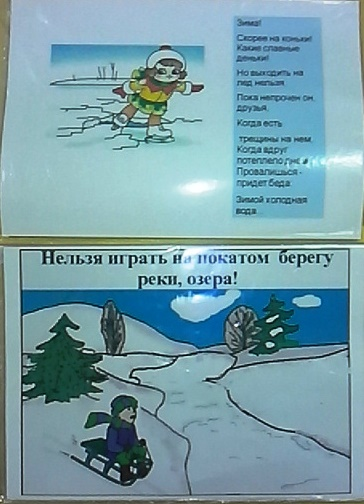 Зима!
Скорее на коньки!
Какие славные
деньки!
Но выходить на
лед нельзя.
Пока непрочен он,
друзья.
Когда есть
трещины на нем,
Когда вдруг
потеплело
Провалишься -
придет беда:
Зимой холодная
вода...
Нельзя играть на покатом берегу
реки, озера!